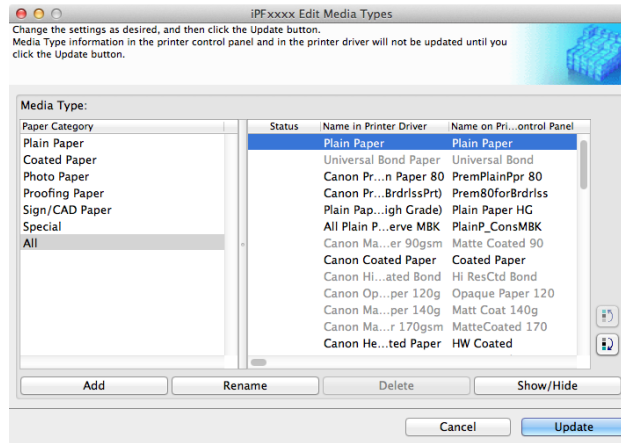 iPFxxxx Edit Media Types
Change the settings as desired, and then click the Update button.
Media Type information in the printer control panel and in the printer driver will not be updated until you
click the Update button.
Media Type:
Paper Category
Plain Paper
Coated Paper
Photo Paper
Proofing Paper
Sign/CAD Paper
Special
All
Status Name in Printer Driver Name on Pri...ontrol Panel
Plain Paper Plain Paper
Universal Bond Paper Universal Bond
Canon Pr...n Paper 80 PremPlainPpr 80
Canon Pr...BrdrlssPrt) Prem80forBrdrlss
Plain Pap...igh Grade) Plain Paper HG
All Plain P...erve MBK PlainP_ConsMBK
Canon Ma...er 90gsm Matte Coated 90
Canon Coated Paper Coated Paper
Canon Hi...ated Bond Hi ResCtd Bond
Canon Op...per 120g Opaque Paper 120
Canon Ma...per 140g Matt Coat 140g
Canon Ma...r 170gsm MatteCoated 170
Canon He...ted Paper HW Coated
Add Rename Delete Show/Hide
Cancel Update